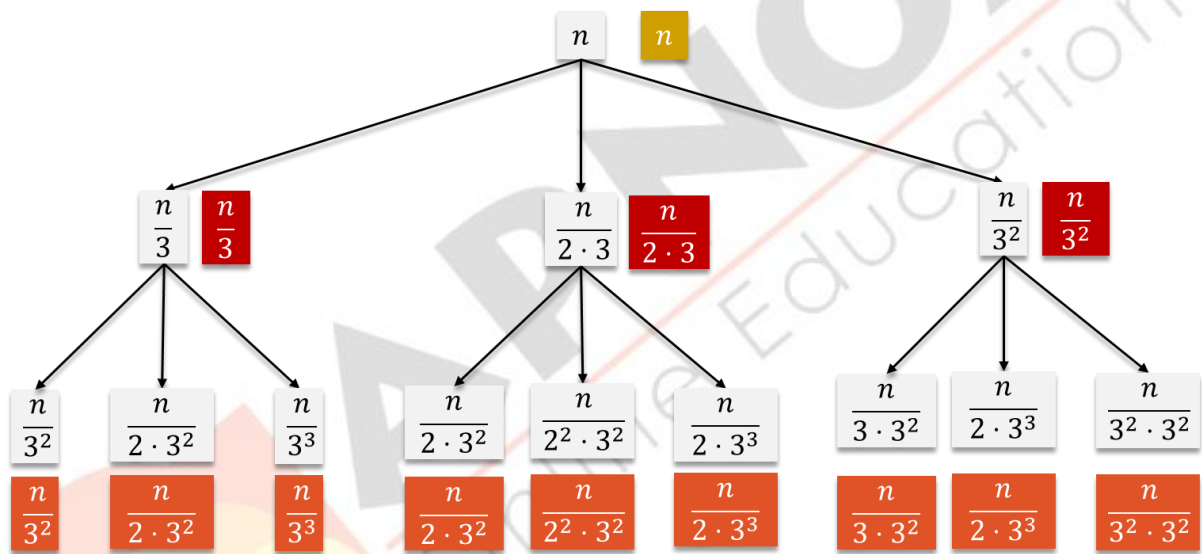 n n
n/3 n/3 n/(2 · 3) n/(2 · 3) n/3² n/3²
n/3² n/(2 · 3²) n/3³ n/(2 · 3²) n/(2² · 3²) n/(2 · 3³) n/(3 · 3²) n/(2 · 3³) n/(3² · 3²)
n/3² n/(2 · 3²) n/3³ n/(2 · 3²) n/(2² · 3²) n/(2 · 3³) n/(3 · 3²) n/(2 · 3³) n/(3² · 3²)
Education